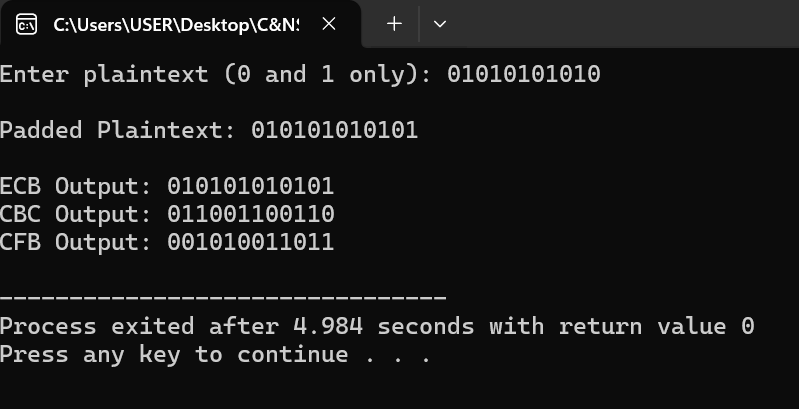 C:\Users\USER\Desktop\C&NS
Enter plaintext (0 and 1 only): 01010101010
Padded Plaintext: 010101010101
ECB Output: 010101010101
CBC Output: 011001100110
CFB Output: 001010011011
--------------------------------
Process exited after 4.984 seconds with return value 0
Press any key to continue . . .